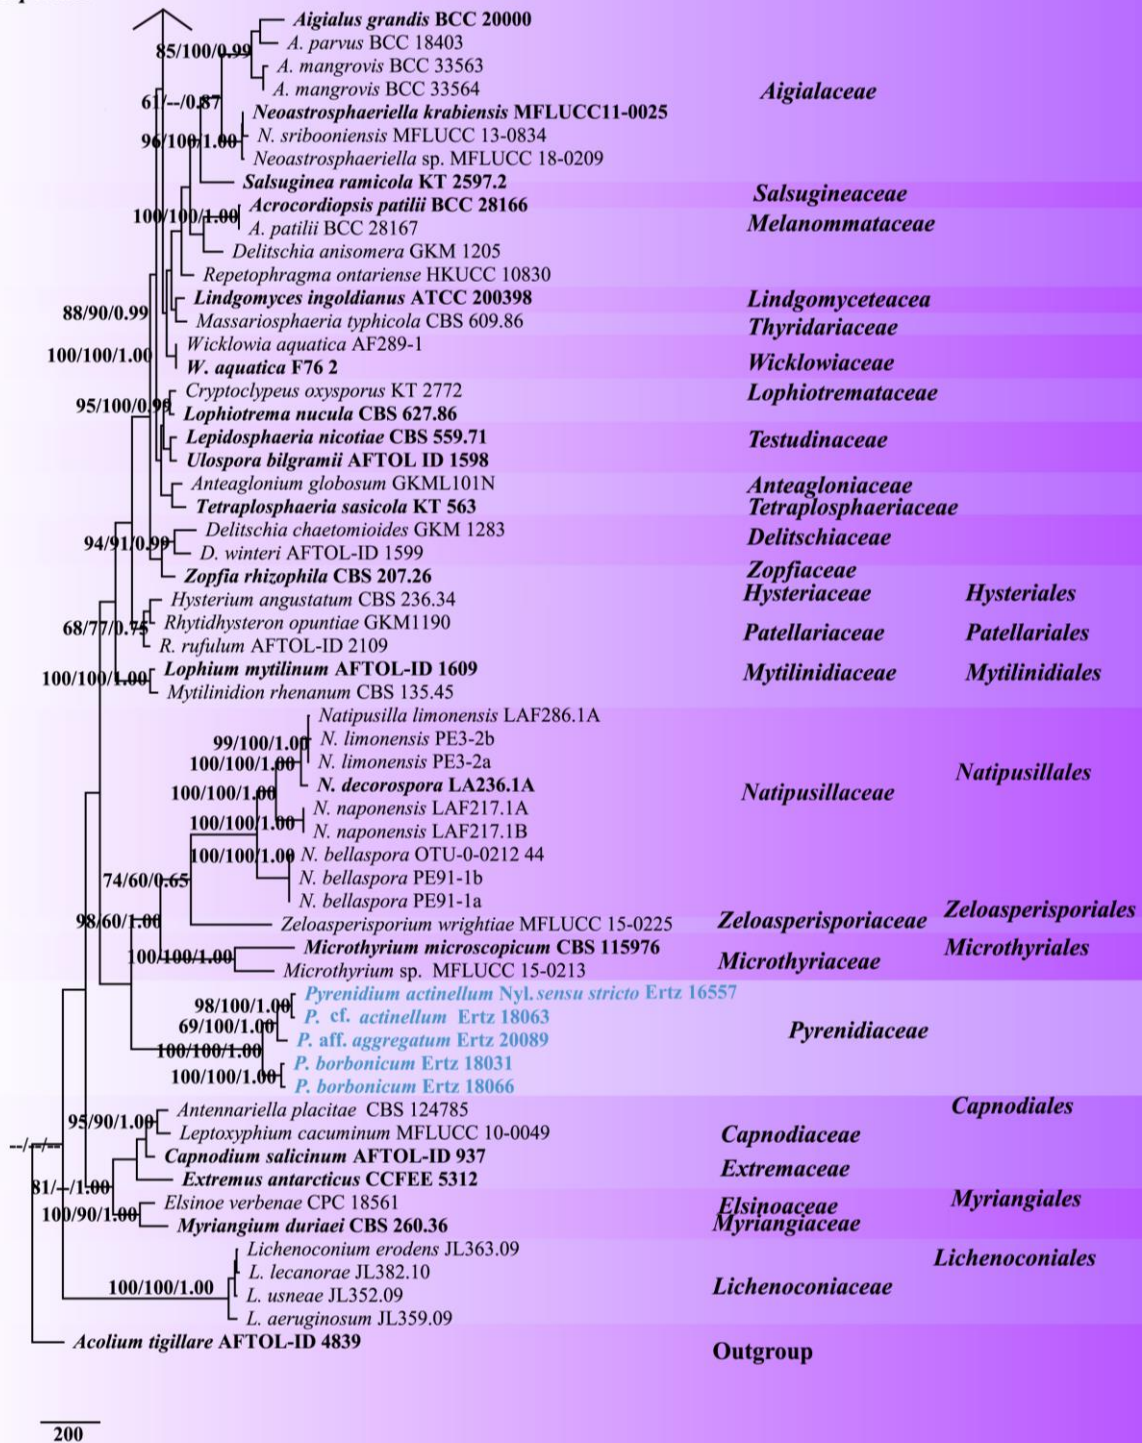 85/100/0.99
Aigialus grandis BCC 20000
A. parvus BCC 18403
A. mangrovis BCC 33563
A. mangrovis BCC 33564
Aigialaceae
61/--/0.87
Neoastrosphaeriella krabiensis MFLUCC11-0025
N. sribooniensis MFLUCC 13-0834
96/100/1.00
Neoastrosphaeriella sp. MFLUCC 18-0209
Salsuginea ramicola KT 2597.2
Salsugineaceae
Acrocordiopsis patilii BCC 28166
100/100/1.00
A. patilii BCC 28167
Melanommataceae
Delitschia anisomera GKM 1205
Repetophragma ontariense HKUCC 10830
Lindgomyces ingoldianus ATCC 200398
Lindgomyceteacea
88/90/0.99
Massariosphaeria typhicola CBS 609.86
Thyridariaceae
Wicklowia aquatica AF289-1
100/100/1.00
W. aquatica F76 2
Wicklowiaceae
Cryptoclypeus oxysporus KT 2772
Lophiotremataceae
95/100/0.99
Lophiotrema nucula CBS 627.86
Lepidosphaeria nicotiae CBS 559.71
Testudinaceae
Ulospora bilgramii AFTOL ID 1598
Anteaglonium globosum GKML101N
Anteagloniaceae
Tetraplosphaeria sasicola KT 563
Tetraplosphaeriaceae
Delitschia chaetomioides GKM 1283
Delitschiaceae
94/91/0.99
D. winteri AFTOL-ID 1599
Zopfia rhizophila CBS 207.26
Zopfiaceae
Hysterium angustatum CBS 236.34
Hysteriaceae
Hysteriales
Rhytidhysteron opuntiae GKM1190
68/77/0.75
Patellariaceae
Patellariales
R. rufulum AFTOL-ID 2109
Lophium mytilinum AFTOL-ID 1609
100/100/1.00
Mytilinidiaceae
Mytilinidiales
Mytilinidion rhenanum CBS 135.45
Natipusilla limonensis LAF286.1A
99/100/1.00
N. limonensis PE3-2b
100/100/1.00
N. limonensis PE3-2a
Natipusillales
N. decorospora LA236.1A
100/100/1.00
Natipusillaceae
N. naponensis LAF217.1A
100/100/1.00
N. naponensis LAF217.1B
100/100/1.00
N. bellaspora OTU-0-0212 44
74/60/0.65
N. bellaspora PE91-1b
N. bellaspora PE91-1a
98/60/1.00
Zeloasperisporium wrightiae MFLUCC 15-0225
Zeloasperisporiaceae
Zeloasperisporiales
Microthyrium microscopicum CBS 115976
Microthyriales
100/100/1.00
Microthyrium sp. MFLUCC 15-0213
Microthyriaceae
Pyrenidium actinellum Nyl. sensu stricto Ertz 16557
98/100/1.00
P. cf. actinellum Ertz 18063
69/100/1.00
P. aff. aggregatum Ertz 20089
Pyrenidiaceae
100/100/1.00
P. borbonicum Ertz 18031
100/100/1.00
P. borbonicum Ertz 18066
Antennariella placitae CBS 124785
Capnodiales
95/90/1.00
Leptoxyphium cacuminum MFLUCC 10-0049
Capnodiaceae
--/--/--
Capnodium salicinum AFTOL-ID 937
Extremus antarcticus CCFEE 5312
Extremaceae
81/--/1.00
Elsinoe verbenae CPC 18561
Elsinoaceae
Myriangiales
100/90/1.00
Myriangium duriaei CBS 260.36
Myriangiaceae
Lichenoconium erodens JL363.09
Lichenoconiales
L. lecanorae JL382.10
100/100/1.00
Lichenoconiaceae
L. usneae JL352.09
L. aeruginosum JL359.09
Acolium tigillare AFTOL-ID 4839
Outgroup
200